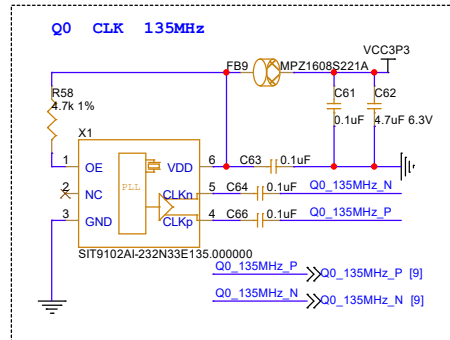 Q0 CLK 135MHz
VCC3P3
FB9 MPZ1608S221A
R58
4.7k 1%
C61
0.1uF
C62
4.7uF 6.3V
X1
1 OE VDD 6 C63 0.1uF
2 NC PLL CLKn 5 C64 0.1uF Q0_135MHz_N
3 GND CLKp 4 C66 0.1uF Q0_135MHz_P
SIT9102AI-232N33E135.000000
Q0_135MHz_P Q0_135MHz_P [9]
Q0_135MHz_N Q0_135MHz_N [9]